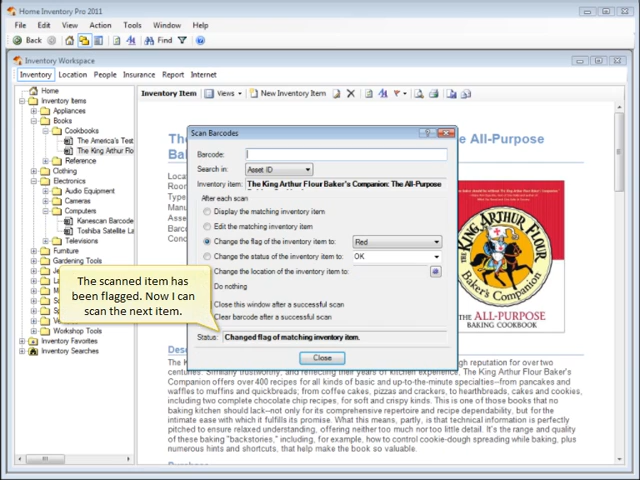 Home Inventory Pro 2011
File Edit View Action Tools Window Help
Back Find
Inventory Workspace
Inventory Location People Insurance Report Internet
Home
Inventory Items
Appliances
Books
Cookbooks
The America's Test
The King Arthur Flo
Reference
Clothing
Electronics
Audio Equipment
Cameras
Computers
Kanescan Barcode
Toshiba Satellite La
Televisions
Furniture
Gardening Tools
Workshop Tools
Inventory Favorites
Inventory Searches
Inventory Item Views New Inventory Item
The
e All-Purpose
Scan Barcodes
Barcode:
Search in: Asset ID
Inventory item: The King Arthur Flour Baker's Companion: The All-Purpose
After each scan
Display the matching inventory item
Edit the matching inventory item
Change the flag of the inventory item to: Red
Change the status of the inventory item to: OK
Change the location of the inventory item to:
Do nothing
Close this window after a successful scan
Clear barcode after a successful scan
Status: Changed flag of matching inventory item.
Close
The scanned item has
been flagged. Now I can
scan the next item.
KING ARTHUR FLOUR
Baker's Companion
THE ALL-PURPOSE
BAKING COOKBOOK
gh reputation for over two
centuries. Similarly trustworthy, and reflecting their years of kitchen experience, The King Arthur Flour Baker's
Companion offers over 400 recipes for all kinds of basic and up-to-the-minute specialties--from pancakes and
waffles to muffins and quickbreads; from coffee cakes, pizzas and crackers, to hearthbreads, cakes and cookies,
including two complete chocolate chip recipes, for soft and crispy kinds. This is one of those books that no
baking kitchen should lack--not only for its comprehensive repertoire and recipe dependability, but for the
intimate ease with which it fulfills its promise. What this means, partly, is that technical information is perfectly
pitched to ensure relaxed understanding, offering neither too much nor too little detail. It's the range and quality
of these baking "backstories," including, for example, how to control cookie-dough spreading while baking, plus
numerous hints and shortcuts, that help make the book so valuable.